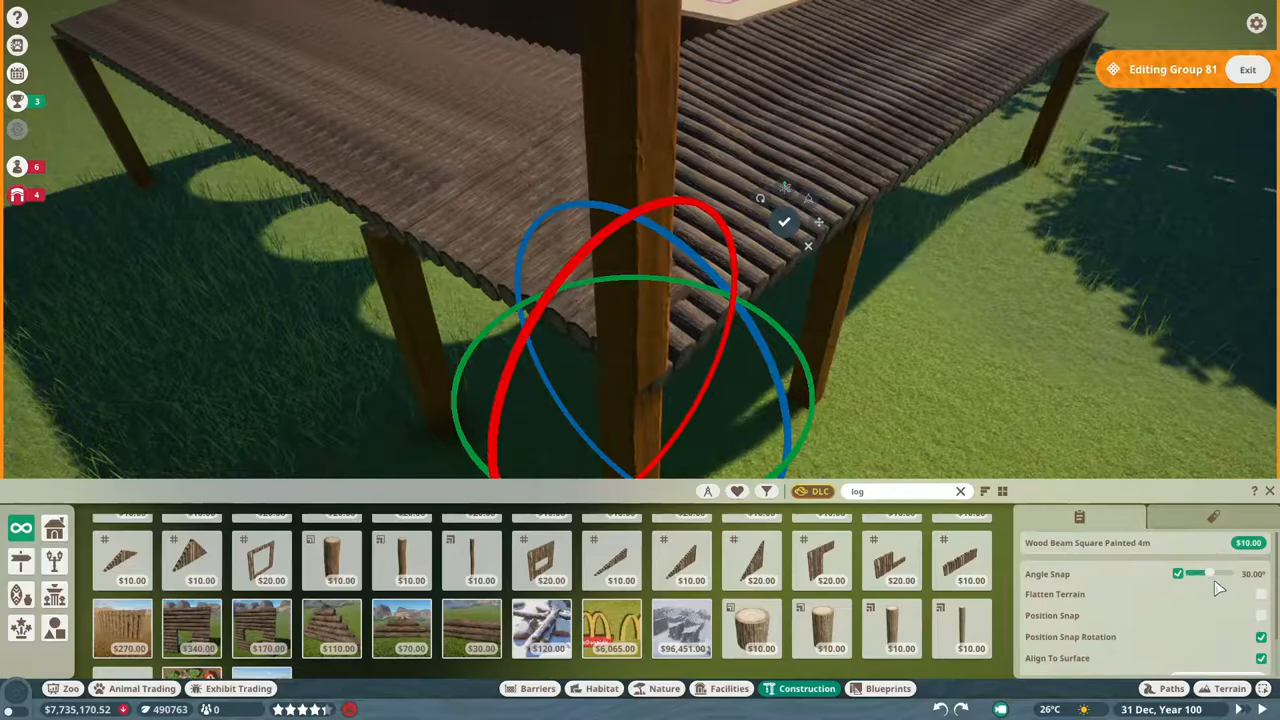 ?
Editing Group 81 Exit
3
6
4
DLC log
?
$10.00 $10.00 $20.00 $10.00 $10.00 $10.00 $20.00 $10.00 $10.00 $20.00 $20.00 $20.00 $10.00
$270.00 $340.00 $170.00 $110.00 $70.00 $30.00 $120.00 $6,065.00 $96,451.00 $10.00 $10.00 $10.00 $10.00
Wood Beam Square Painted 4m $10.00
Angle Snap 30.00°
Flatten Terrain
Position Snap
Position Snap Rotation
Align To Surface
Zoo Animal Trading Exhibit Trading Barriers Habitat Nature Facilities Construction Blueprints Paths Terrain
$7,735,170.52 490763 0 26°C 31 Dec, Year 100